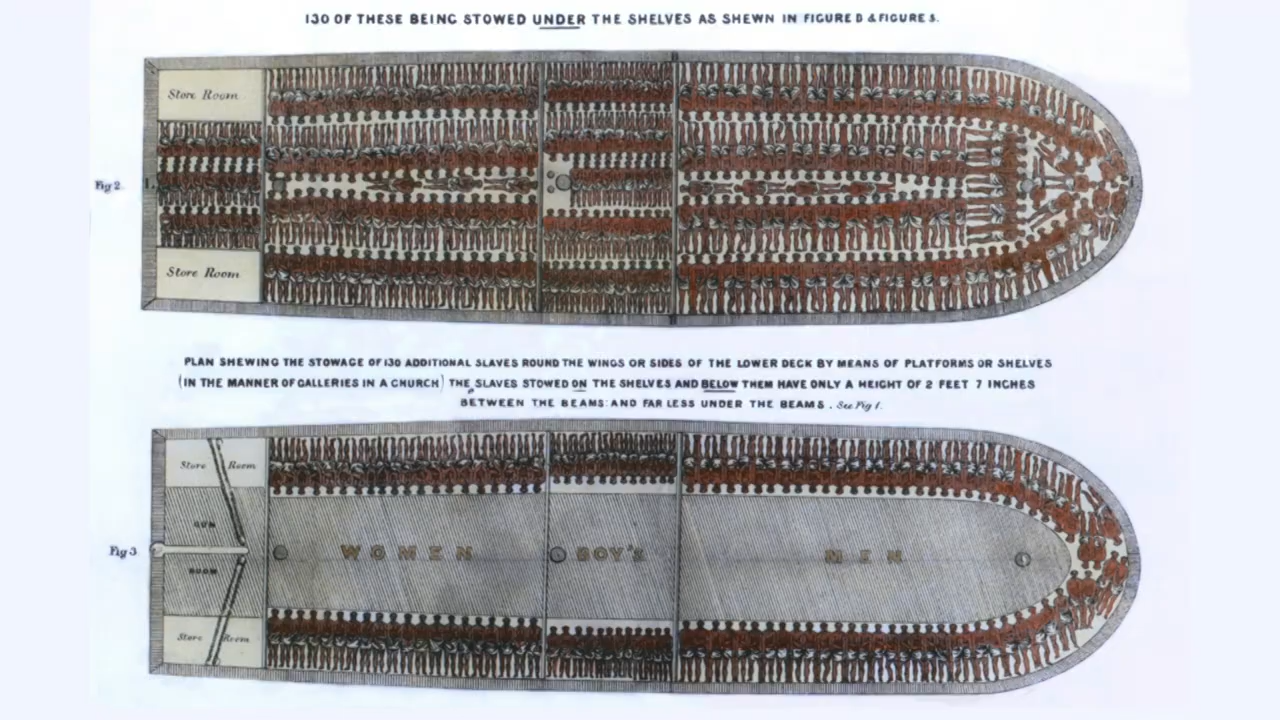 130 OF THESE BEING STOWED UNDER THE SHELVES AS SHEWN IN FIGURE D & FIGURE 5.
Store Room
Fig 2.
Store Room
PLAN SHEWING THE STOWAGE OF 130 ADDITIONAL SLAVES ROUND THE WINGS OR SIDES OF THE LOWER DECK BY MEANS OF PLATFORMS OR SHELVES
(IN THE MANNER OF GALLERIES IN A CHURCH) THE SLAVES STOWED ON THE SHELVES AND BELOW THEM HAVE ONLY A HEIGHT OF 2 FEET 7 INCHES
BETWEEN THE BEAMS: AND FAR LESS UNDER THE BEAMS. See Fig 1.
Store Room
GUN
Fig 3
WOMEN BOY'S MEN
ROOM
Store Room